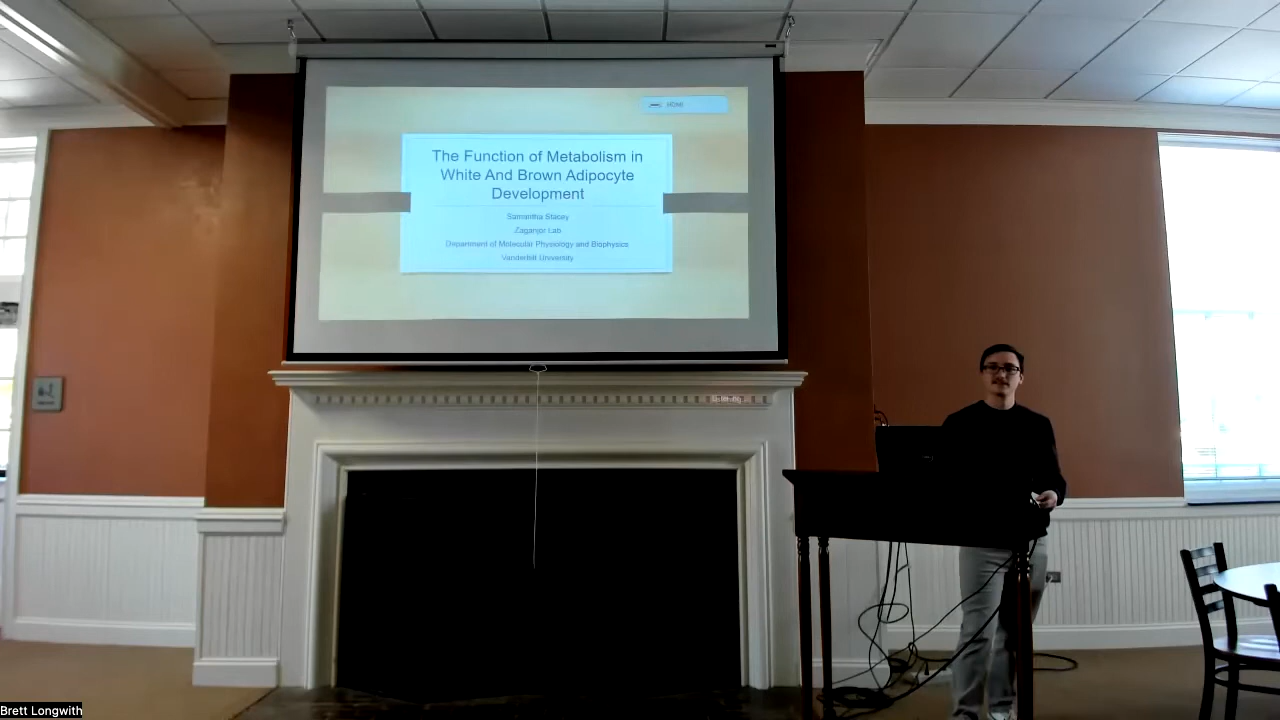 HDMI
The Function of Metabolism in
White And Brown Adipocyte
Development
Samantha Stacey
Zaganjor Lab
Department of Molecular Physiology and Biophysics
Vanderbilt University
Brett Longwith